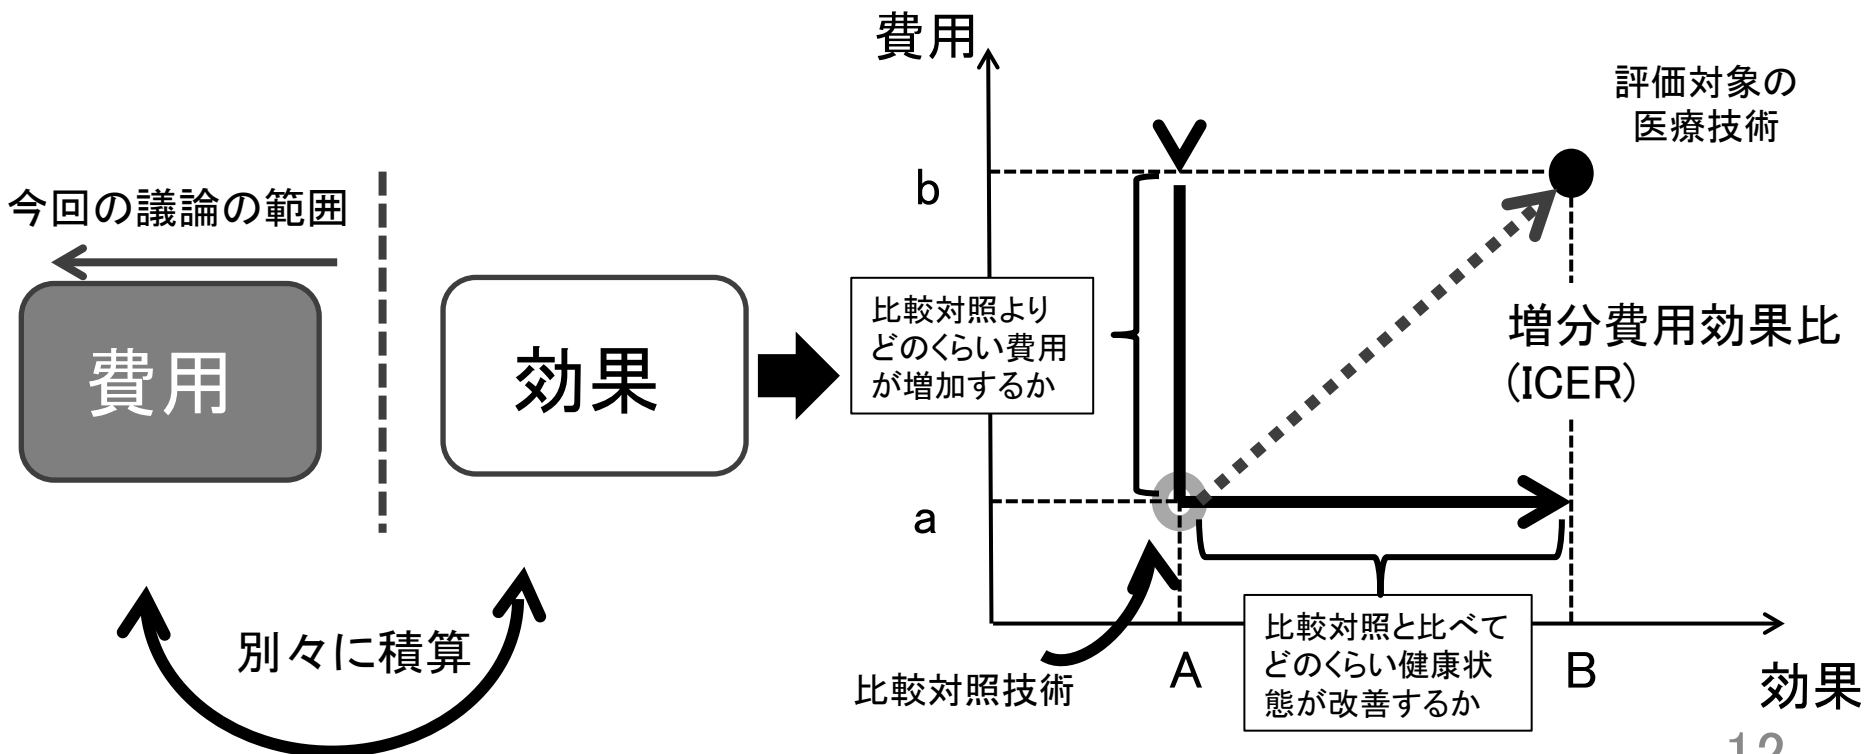 今回の議論の範囲
費用
効果
別々に積算
費用
b
a
比較対照より
どのくらい費用
が増加するか
評価対象の
医療技術
増分費用効果比
(ICER)
比較対照技術
A
比較対照と比べて
どのくらい健康状
態が改善するか
B
効果
12